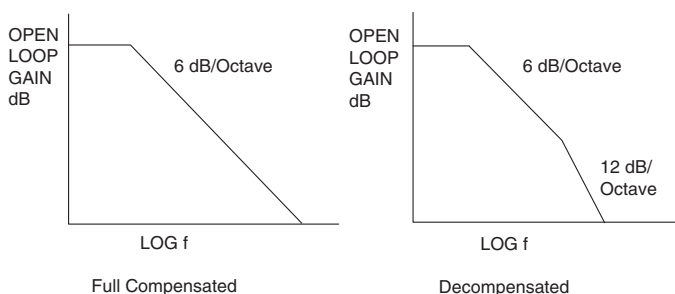 OPEN
LOOP
GAIN
dB
6 dB/Octave
LOG f
Full Compensated
OPEN
LOOP
GAIN
dB
6 dB/Octave
12 dB/
Octave
LOG f
Decompensated